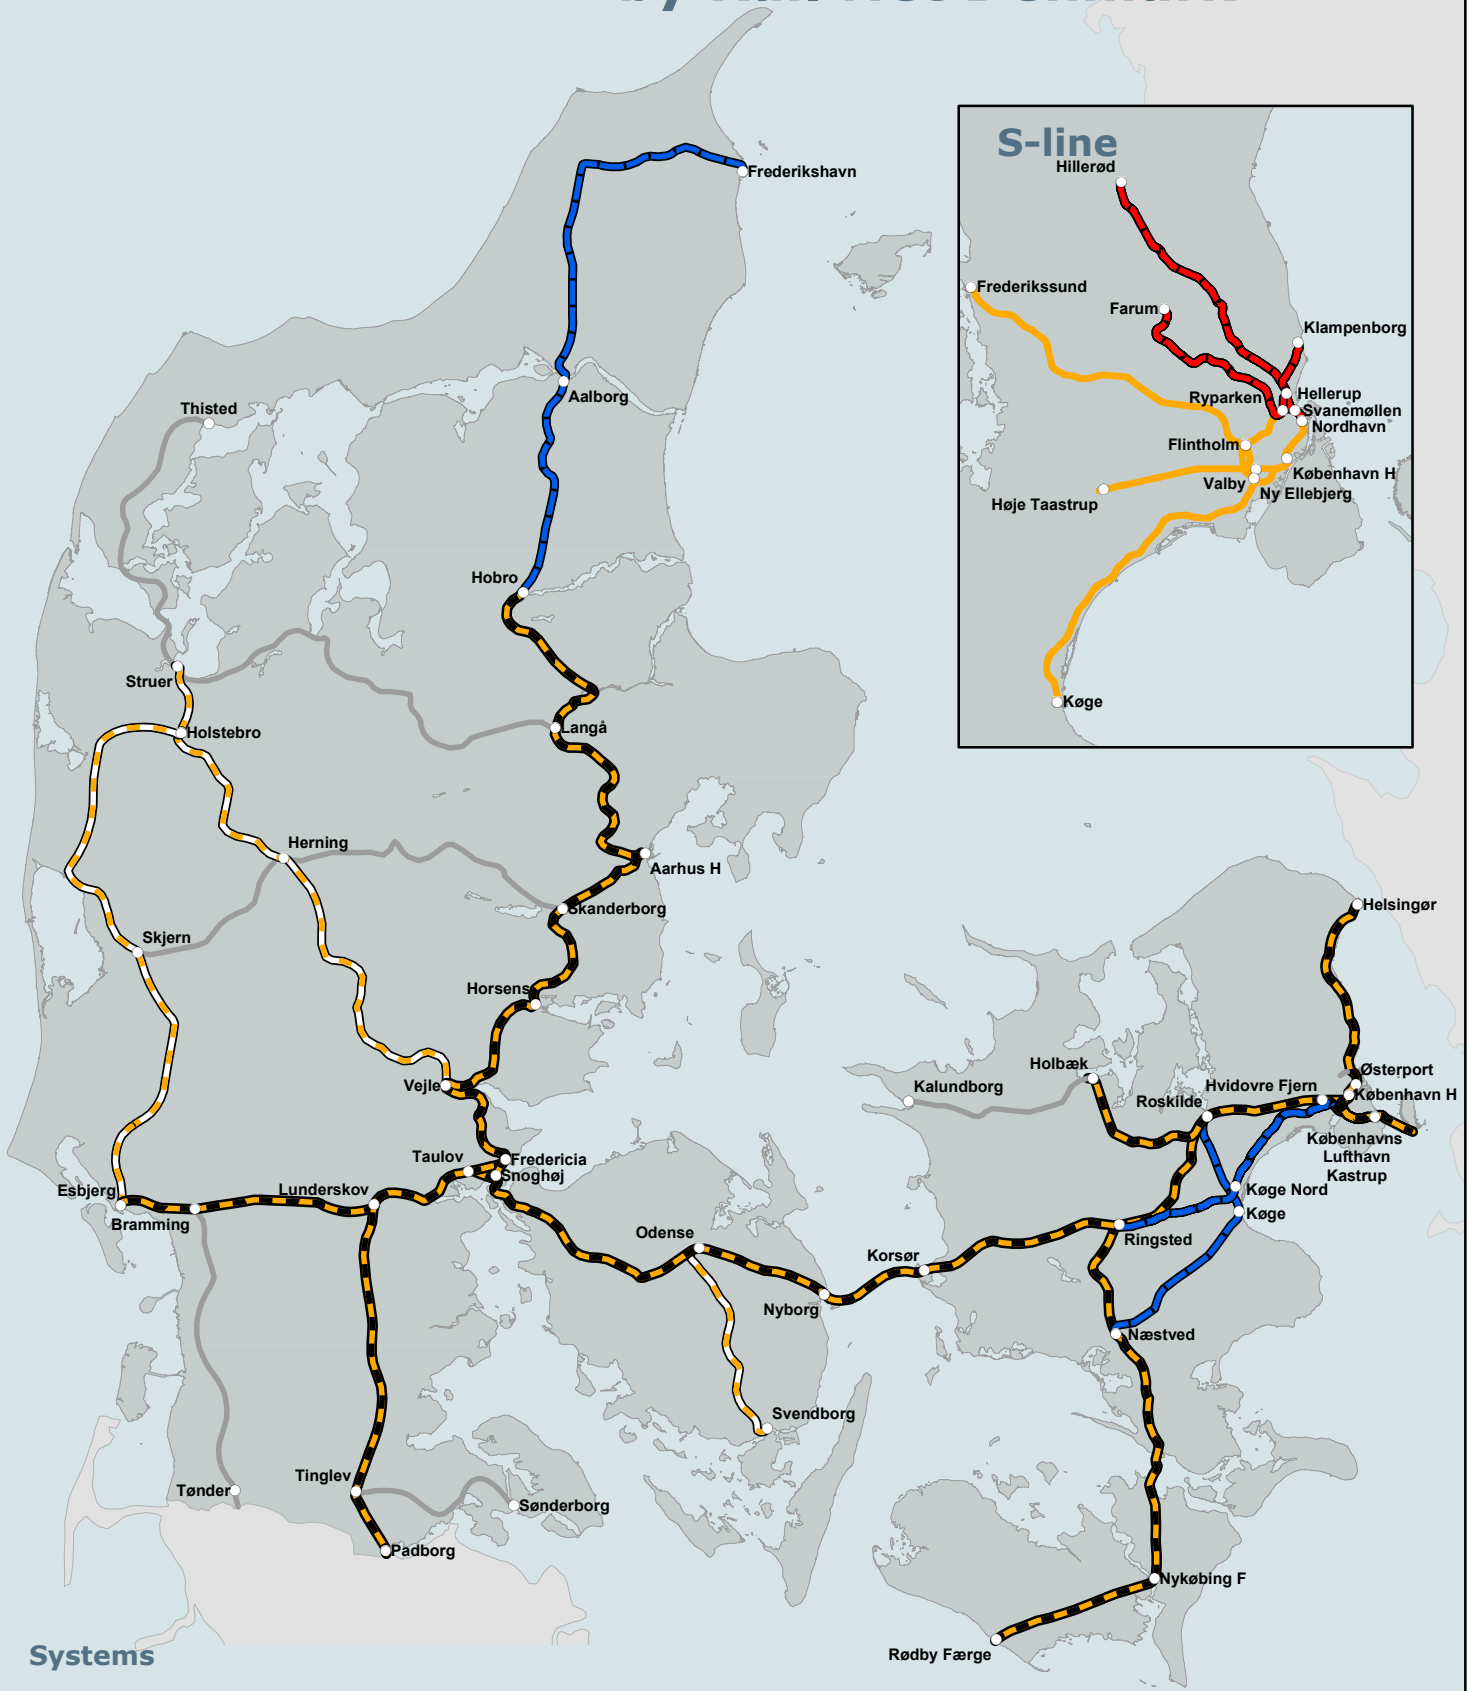 S-line
Hillerød
Frederikshavn
Frederikssund
Farum
Klampenborg
Aalborg
Ryparken
Hellerup
Svanemøllen
Nordhavn
Thisted
Flintholm
København H
Valby
Ny Ellebjerg
Høje Taastrup
Hobro
Struer
Køge
Langå
Holstebro
Herning
Aarhus H
Skanderborg
Helsingør
Skjern
Horsens
Holbæk
Østerport
Vejle
Kalundborg
Hvidovre Fjern
København H
Roskilde
Københavns
Lufthavn
Kastrup
Taulov
Fredericia
Snoghøj
Esbjerg
Lunderskov
Køge Nord
Bramming
Køge
Odense
Ringsted
Korsør
Nyborg
Næstved
Svendborg
Tinglev
Tønder
Sønderborg
Padborg
Nykøbing F
Rødby Færge
Systems